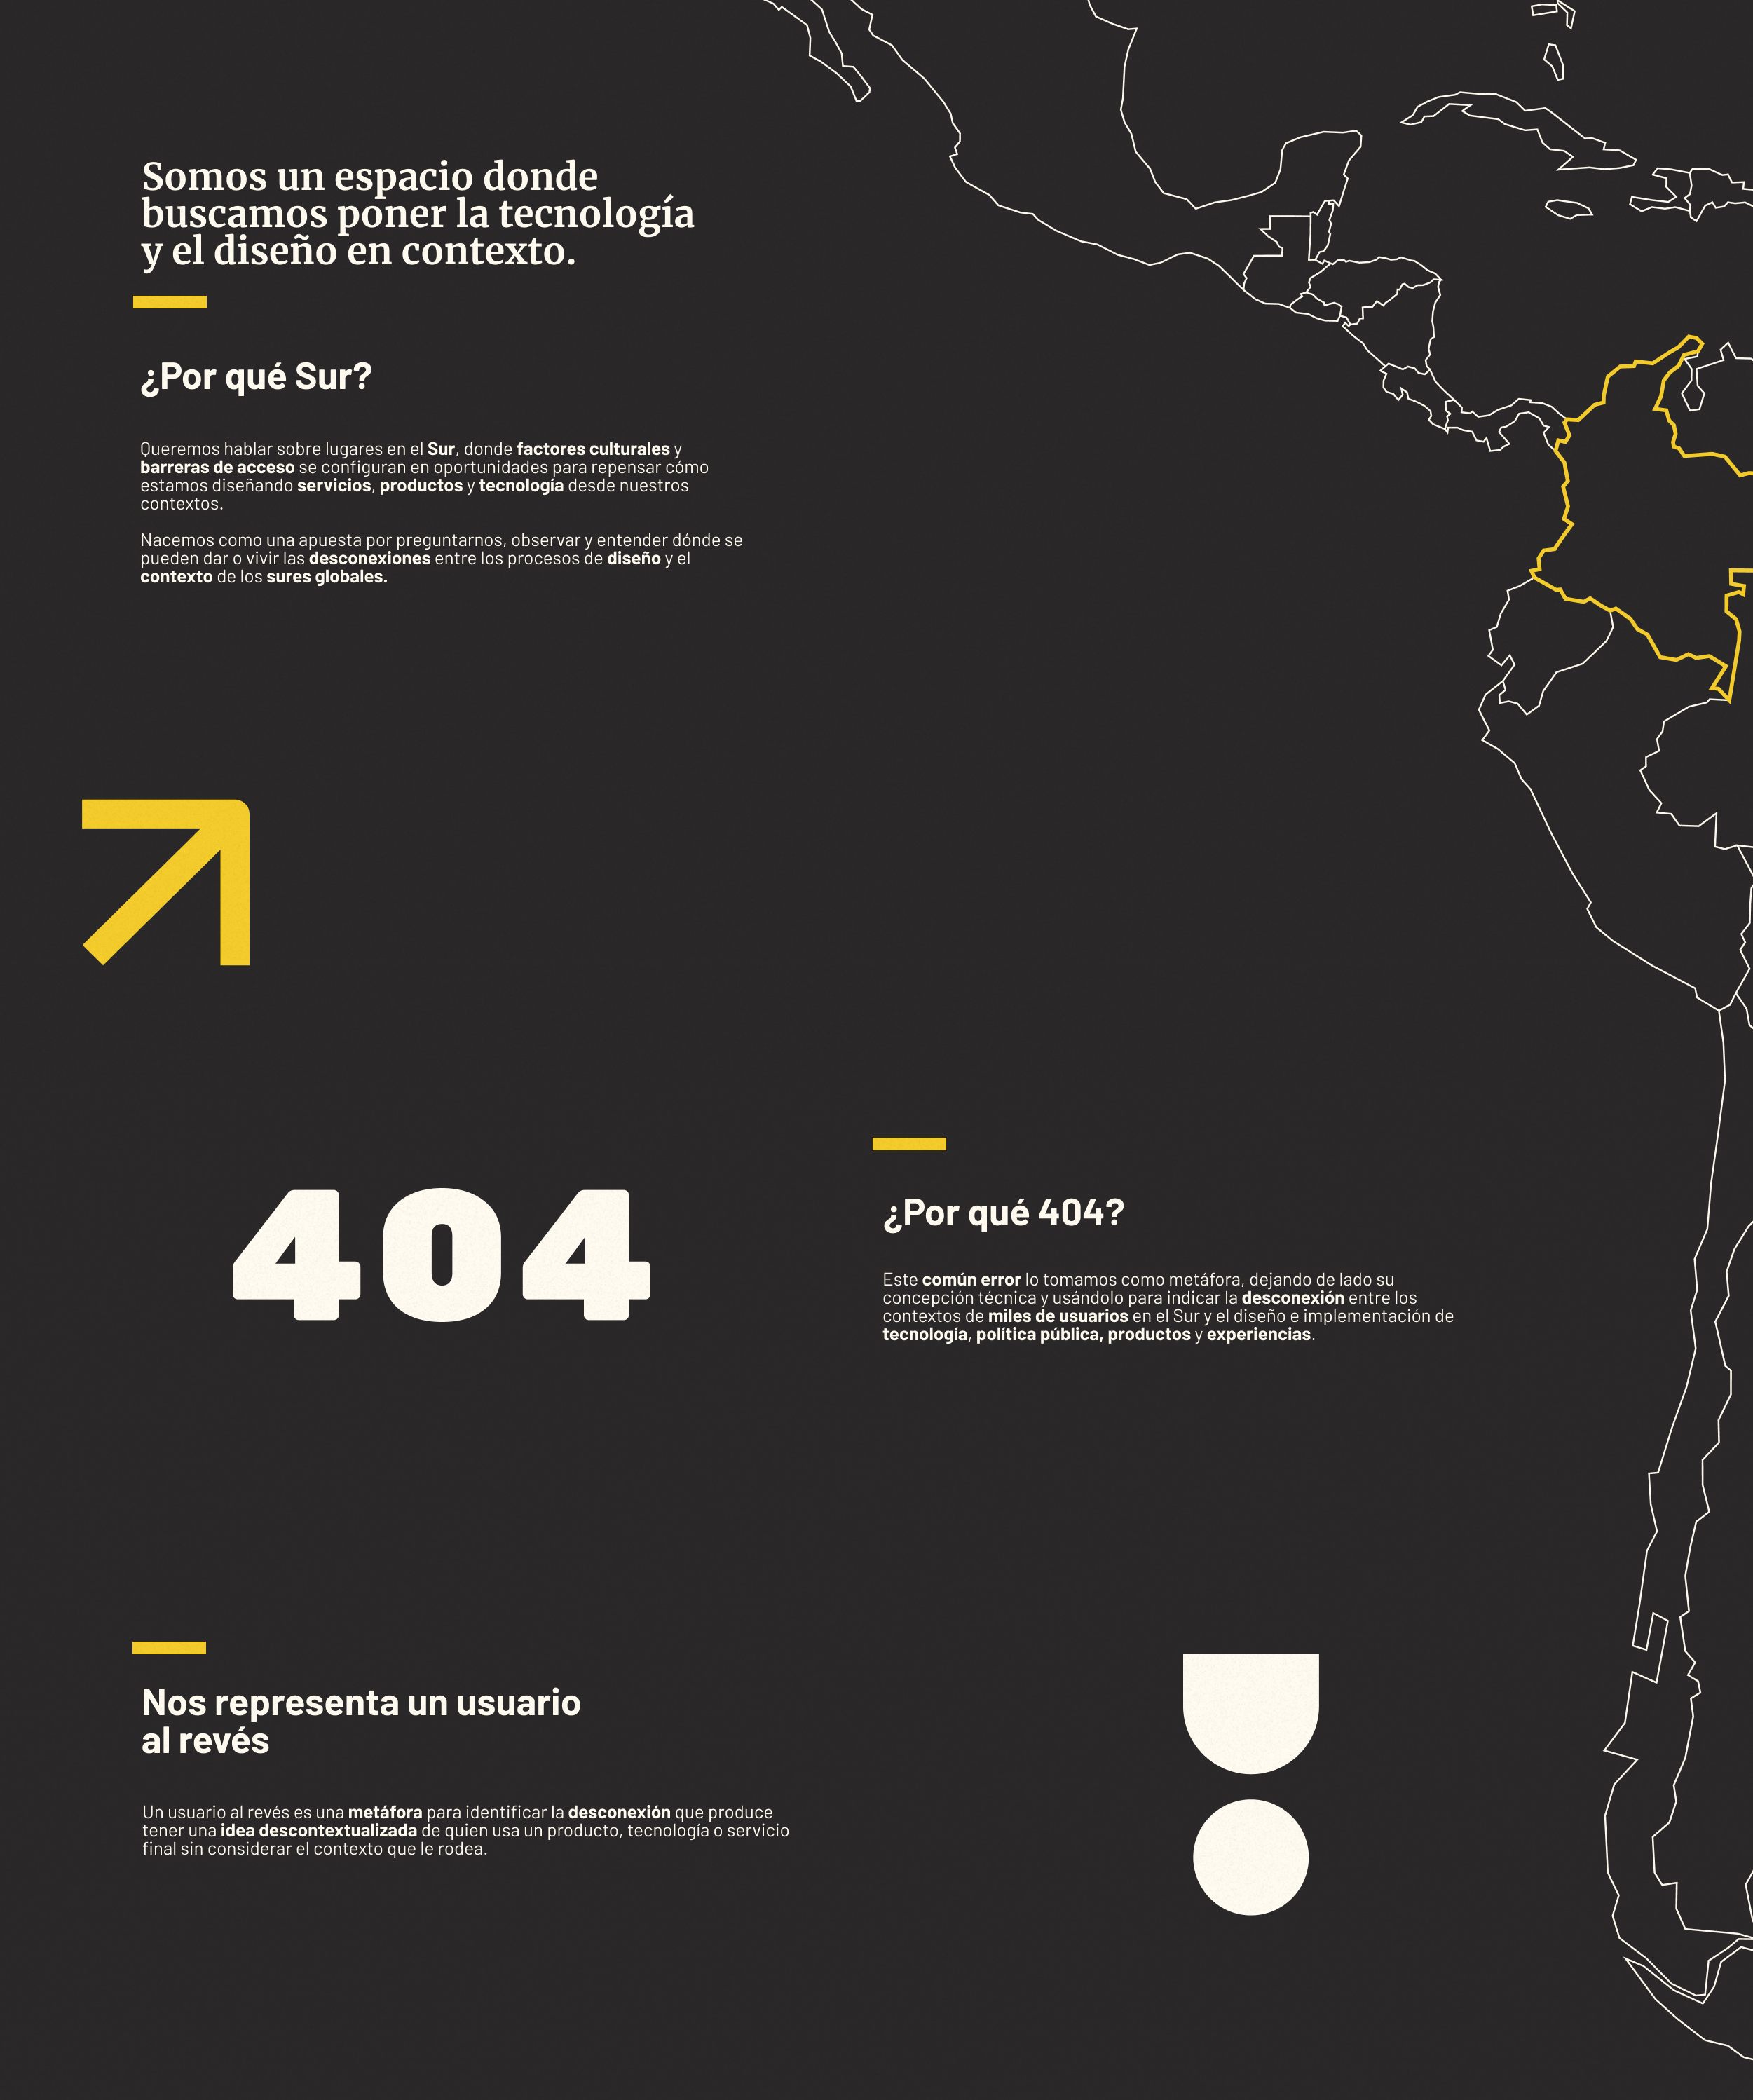 Somos un espacio donde
buscamos poner la tecnología
y el diseño en contexto.
¿Por qué Sur?
Queremos hablar sobre lugares en el Sur, donde factores culturales y
barreras de acceso se configuran en oportunidades para repensar cómo
estamos diseñando servicios, productos y tecnología desde nuestros
contextos.
Nacemos como una apuesta por preguntarnos, observar y entender dónde se
pueden dar o vivir las desconexiones entre los procesos de diseño y el
contexto de los sures globales.
404
¿Por qué 404?
Este común error lo tomamos como metáfora, dejando de lado su
concepción técnica y usándolo para indicar la desconexión entre los
contextos de miles de usuarios en el Sur y el diseño e implementación de
tecnología, política pública, productos y experiencias.
Nos representa un usuario
al revés
Un usuario al revés es una metáfora para identificar la desconexión que produce
tener una idea descontextualizada de quien usa un producto, tecnología o servicio
final sin considerar el contexto que le rodea.